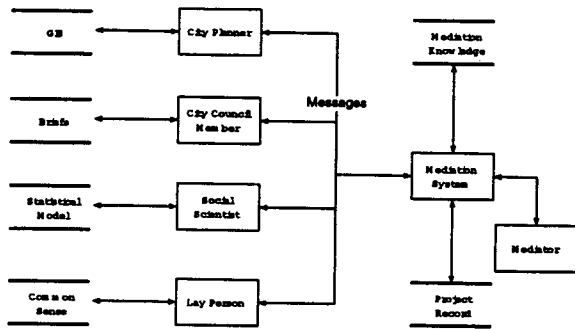 GIS
City Planner
Mediation
Knowledge
Messages
Briefs
City Council
Member
Mediation
System
Statistical
Model
Social
Scientist
Mediator
Common
Sense
Lay Person
Project
Record